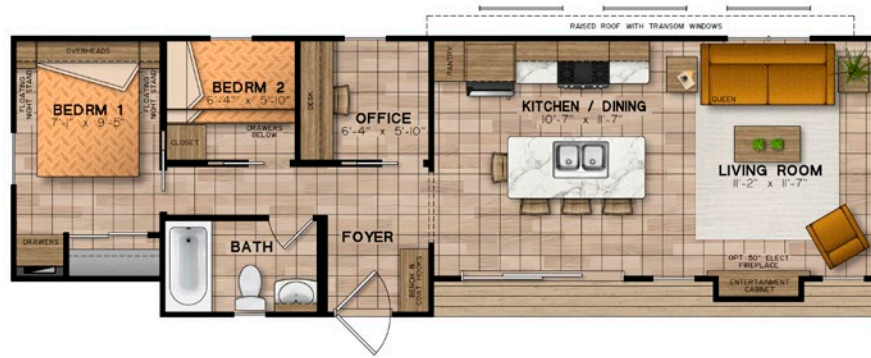 RAISED ROOF WITH TRANSOM WINDOWS
OVERHEADS
FLOATING
NIGHT STAND
BEDRM 1
7'-1" x 9'-5"
FLOATING
NIGHT STAND
DRAWERS
BEDRM 2
6'-4" x 5'-10"
CLOSET
DRAWERS
BELOW
DESK
OFFICE
6'-4" x 5'-10"
BATH
FOYER
BENCH &
COAT HOOKS
PANTRY
KITCHEN / DINING
10'-7" x 11'-7"
QUEEN
LIVING ROOM
11'-2" x 11'-7"
OPT 50" ELECT
FIREPLACE
ENTERTAINMENT
CABINET